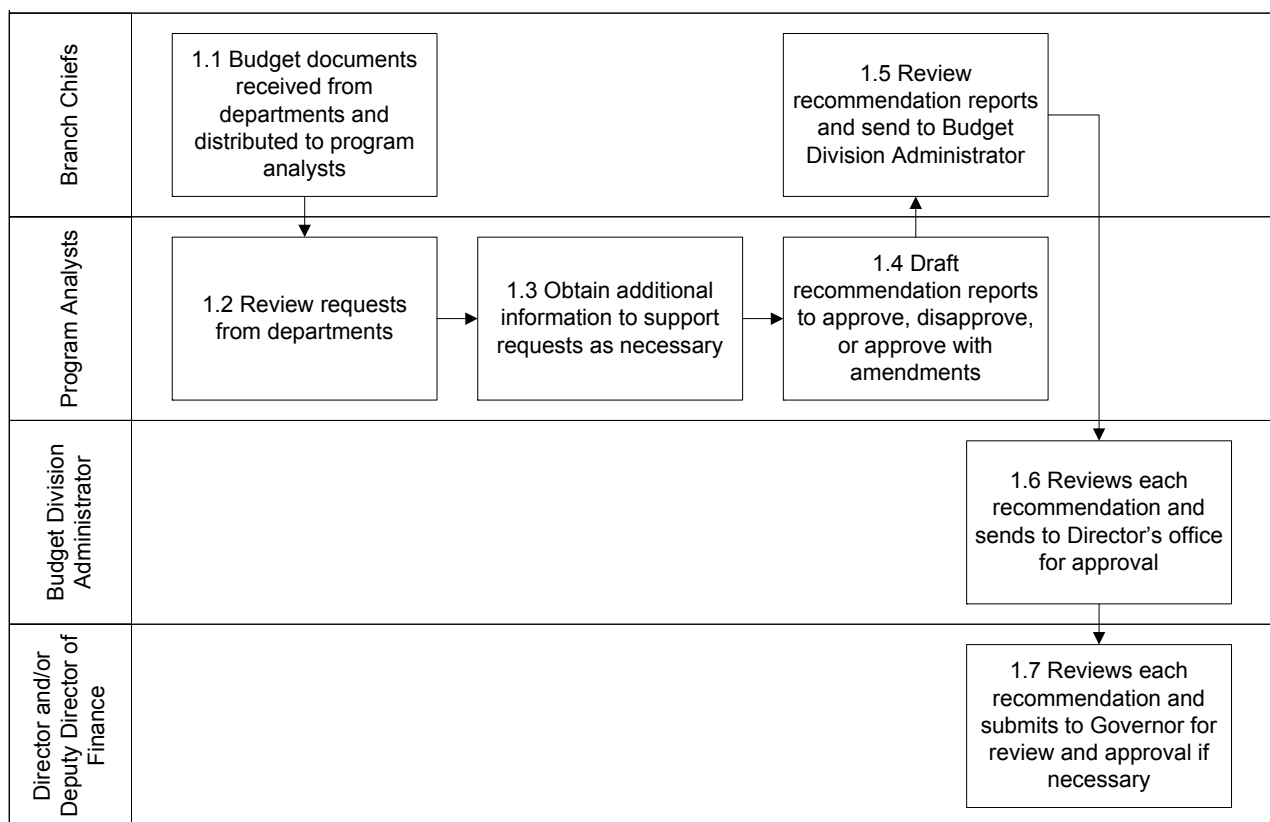 Branch Chiefs
1.1 Budget documents
received from
departments and
distributed to program
analysts
1.5 Review
recommendation reports
and send to Budget
Division Administrator
Program Analysts
1.2 Review requests
from departments
1.3 Obtain additional
information to support
requests as necessary
1.4 Draft
recommendation reports
to approve, disapprove,
or approve with
amendments
Budget Division
Administrator
1.6 Reviews each
recommendation and
sends to Director’s office
for approval
Director and/or
Deputy Director of
Finance
1.7 Reviews each
recommendation and
submits to Governor for
review and approval if
necessary